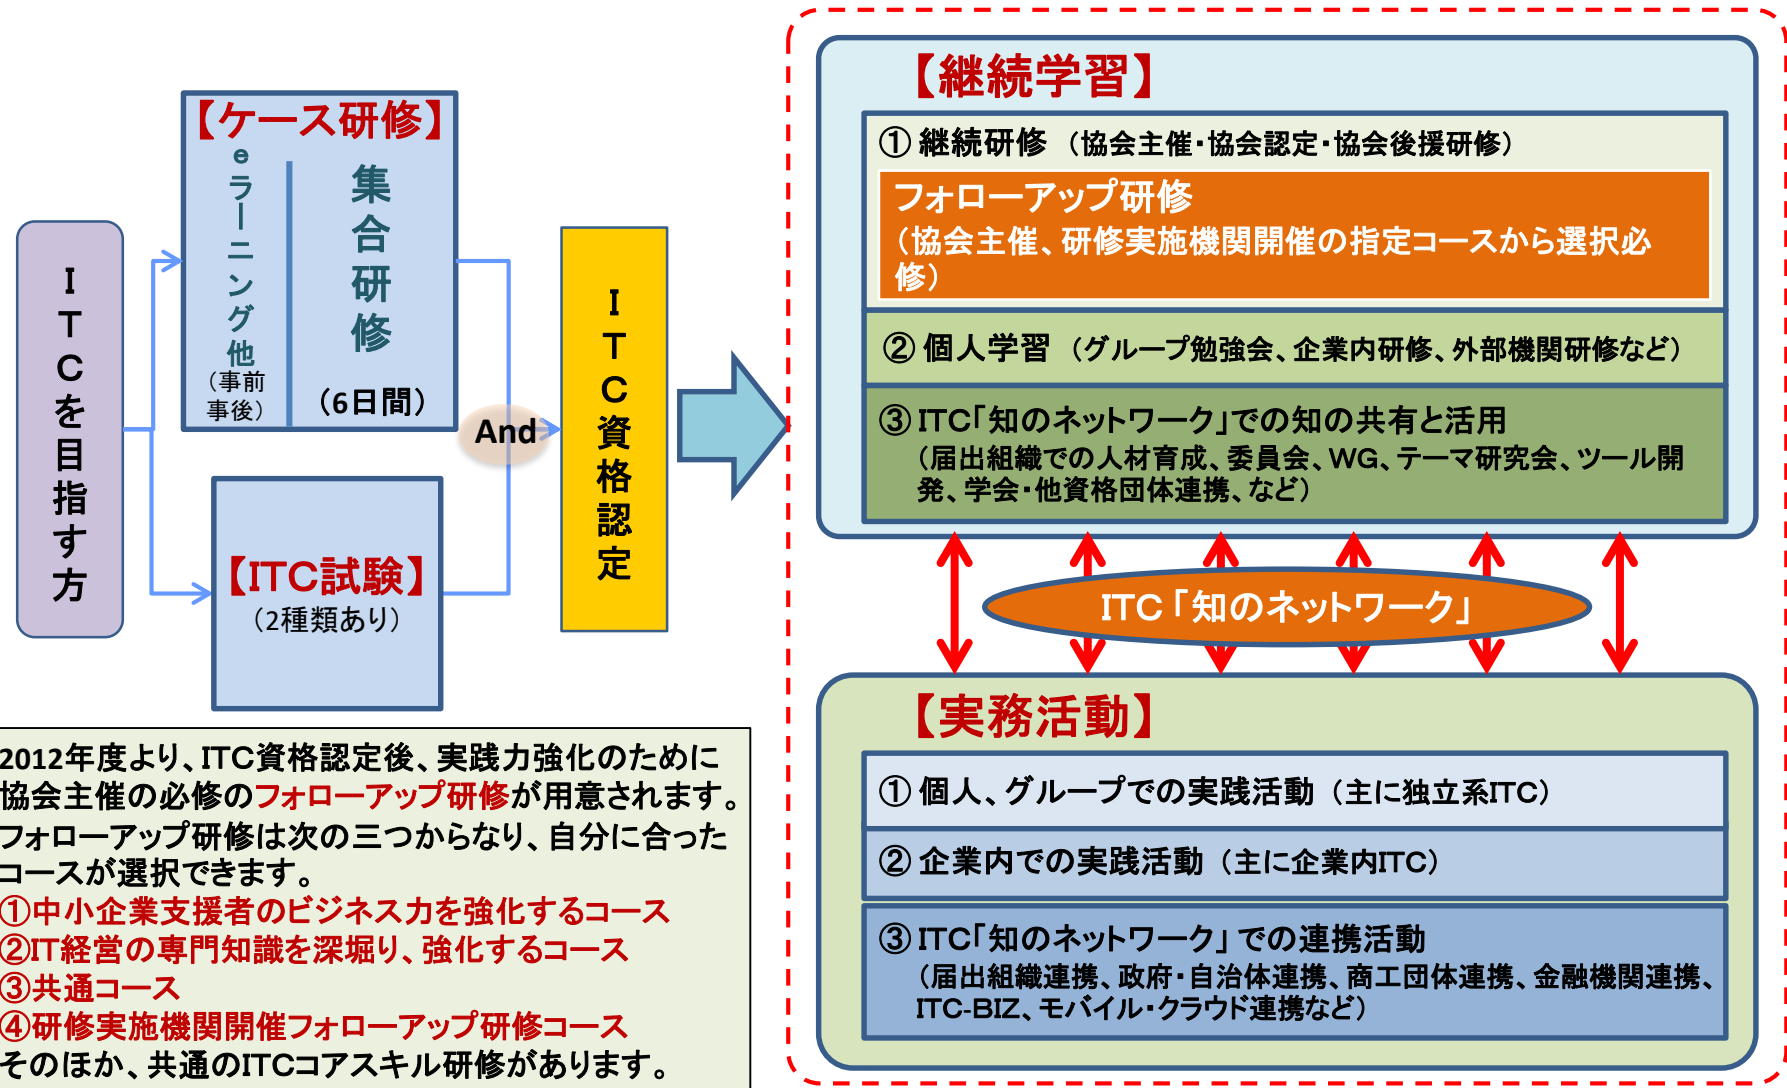 ITCを目指す方
【ケース研修】
eラーニング他
（事前
事後）
集合研修
（6日間）
【ITC試験】
（2種類あり）
And
ITC資格認定
【継続学習】
① 継続研修 （協会主催・協会認定・協会後援研修）
フォローアップ研修
（協会主催、研修実施機関開催の指定コースから選択必
修）
② 個人学習 （グループ勉強会、企業内研修、外部機関研修など）
③ ITC「知のネットワーク」での知の共有と活用
（届出組織での人材育成、委員会、WG、テーマ研究会、ツール開
発、学会・他資格団体連携、など）
ITC「知のネットワーク」
【実務活動】
① 個人、グループでの実践活動 （主に独立系ITC）
② 企業内での実践活動 （主に企業内ITC）
③ ITC「知のネットワーク」 での連携活動
（届出組織連携、政府・自治体連携、商工団体連携、金融機関連携、
ITC-BIZ、モバイル・クラウド連携など）
2012年度より、ITC資格認定後、実践力強化のために
協会主催の必修のフォローアップ研修が用意されます。
フォローアップ研修は次の三つからなり、自分に合った
コースが選択できます。
①中小企業支援者のビジネス力を強化するコース
②IT経営の専門知識を深堀り、強化するコース
③共通コース
④研修実施機関開催フォローアップ研修コース
そのほか、共通のITCコアスキル研修があります。